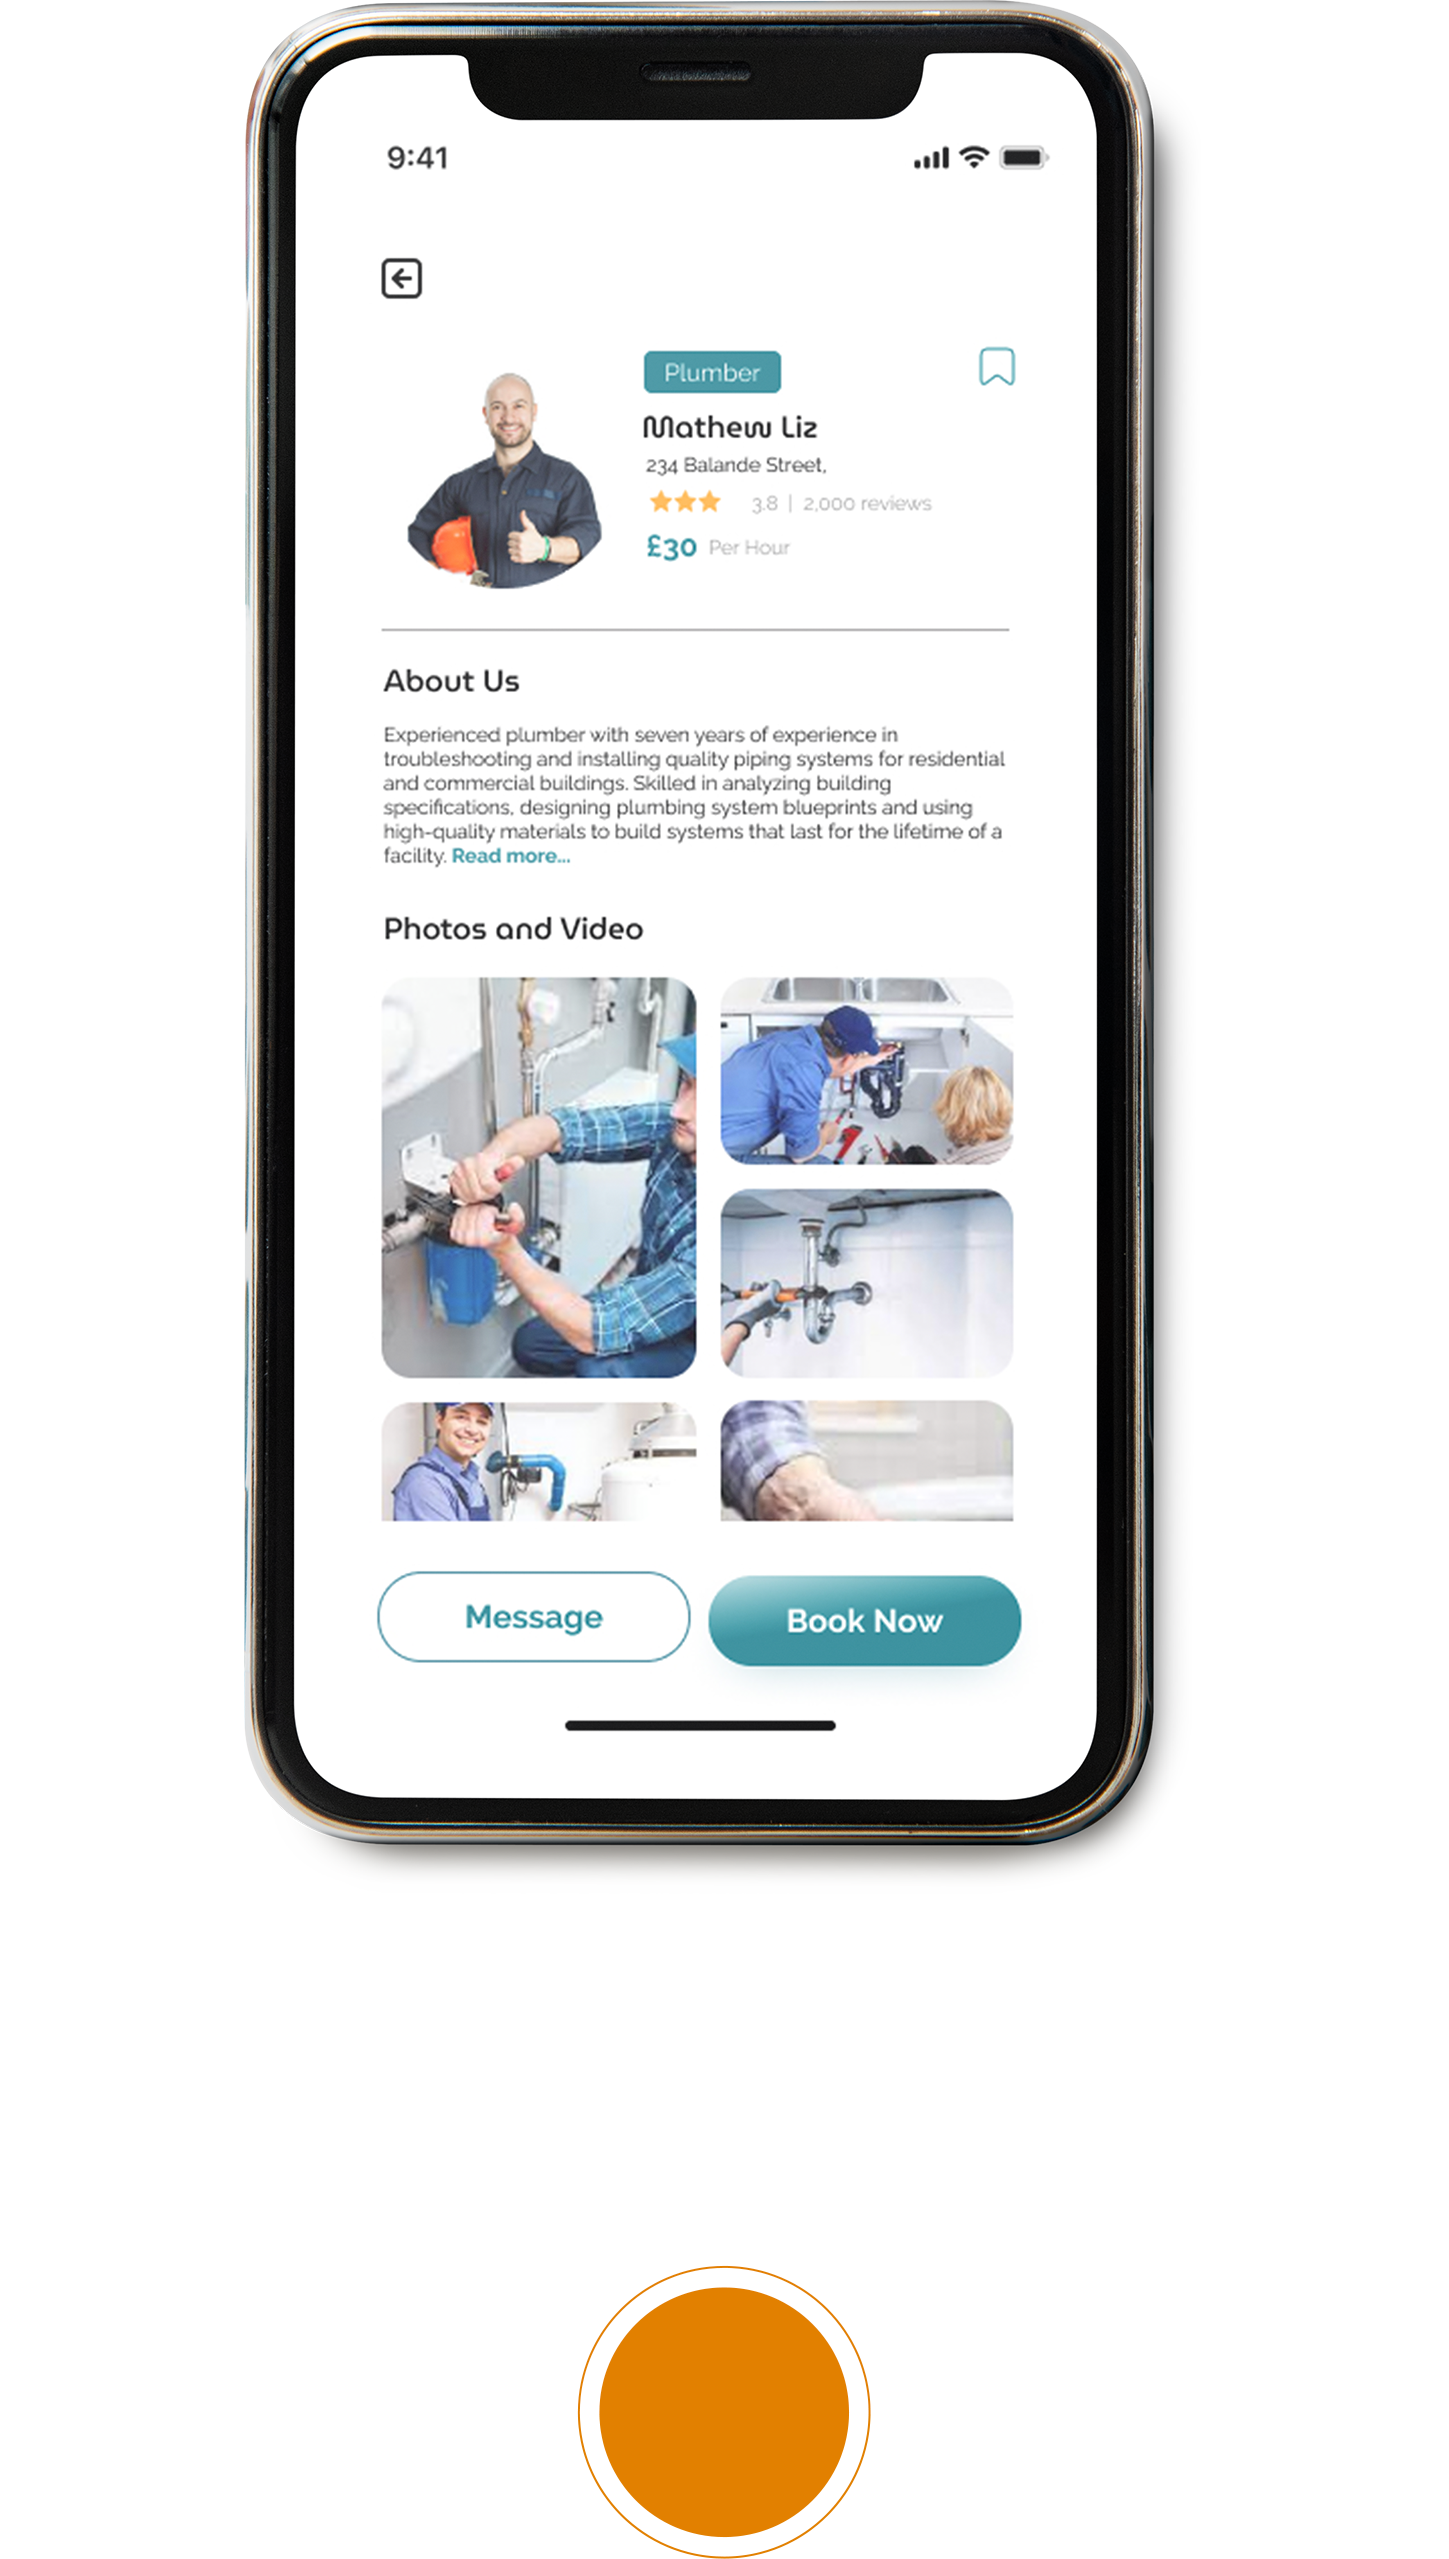 9:41
Plumber
Mathew Liz
234 Balande Street,
3.8 | 2,000 reviews
£30 Per Hour
About Us
Experienced plumber with seven years of experience in
troubleshooting and installing quality piping systems for residential
and commercial buildings. Skilled in analyzing building
specifications, designing plumbing system blueprints and using
high-quality materials to build systems that last for the lifetime of a
facility. Read more...
Photos and Video
Message
Book Now